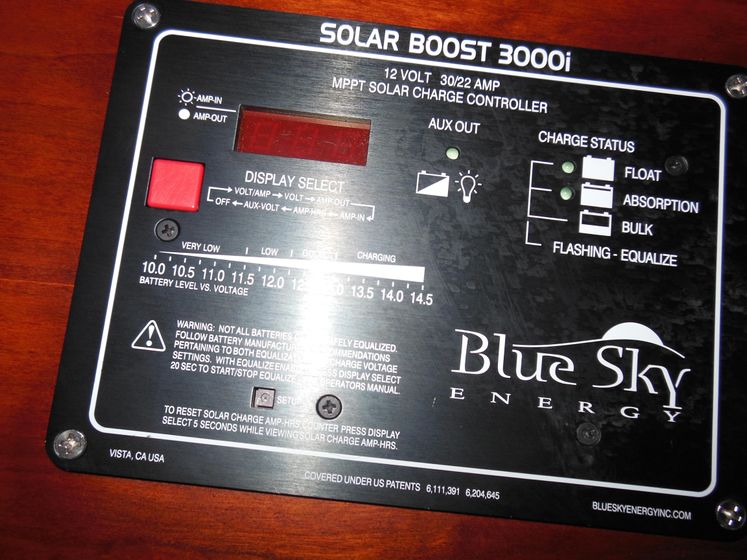 SOLAR BOOST 3000i
12 VOLT 30/22 AMP
MPPT SOLAR CHARGE CONTROLLER
AMP-IN
AMP-OUT
AUX OUT
CHARGE STATUS
FLOAT
ABSORPTION
BULK
FLASHING - EQUALIZE
DISPLAY SELECT
VOLT/AMP VOLT AMP-OUT
OFF AUX-VOLT AMP-HRS AMP-IN
VERY LOW LOW CHARGING
10.0 10.5 11.0 11.5 12.0 13.5 14.0 14.5
BATTERY LEVEL VS. VOLTAGE
WARNING: NOT ALL BATTERIES SAFELY EQUALIZED.
FOLLOW BATTERY
PERTAINING TO BOTH CHARGE VOLTAGE
SETTINGS. WITH EQUALIZE DISPLAY SELECT
20 SEC TO START/STOP EQUALIZE OPERATORS MANUAL.
SETUP
TO RESET SOLAR CHARGE AMP-HRS COUNTER PRESS DISPLAY
SELECT 5 SECONDS WHILE VIEWING SOLAR CHARGE AMP-HRS.
Blue Sky
ENERGY
VISTA, CA USA
COVERED UNDER US PATENTS 6,111,391 6,204,645
BLUESKYENERGYINC.COM